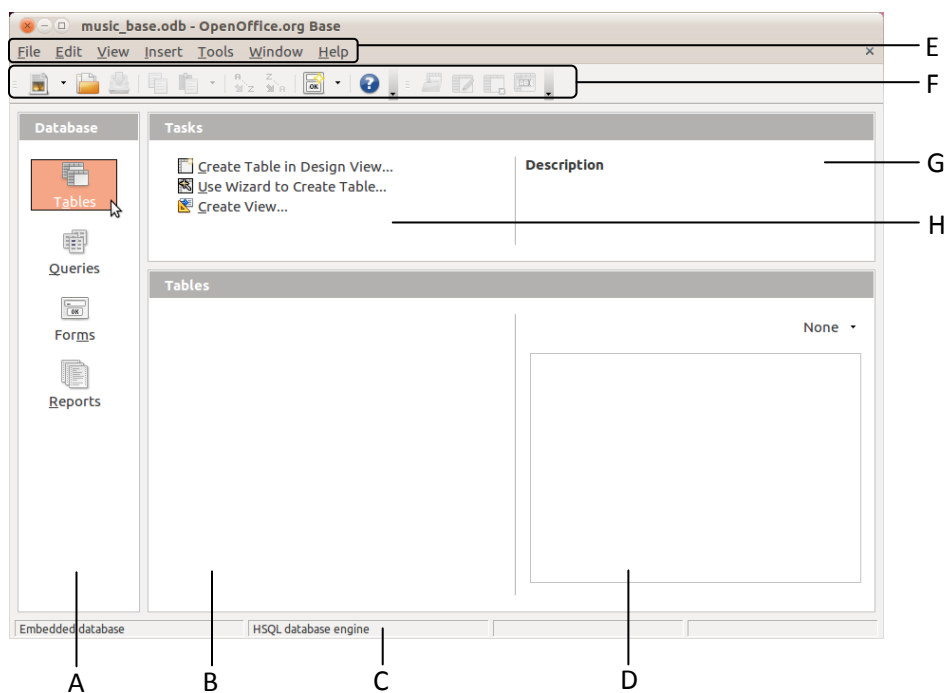 music_base.odb - OpenOffice.org Base
File Edit View Insert Tools Window Help
E
F
Database
Tasks
Create Table in Design View...
Use Wizard to Create Table...
Create View...
Description
G
H
Tables
Queries
Forms
Reports
Tables
None
Embedded database
HSQL database engine
A
B
C
D